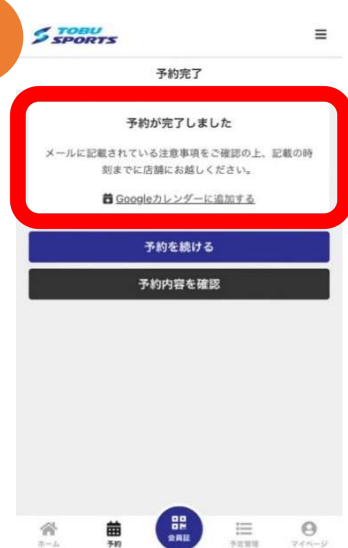 TOBU
SPORTS
予約完了
予約が完了しました
メールに記載されている注意事項をご確認の上、記載の時
刻までに店舗にお越しください。
Googleカレンダーに追加する
予約を続ける
予約内容を確認
ホーム
予約
会員証
予定管理
マイページ